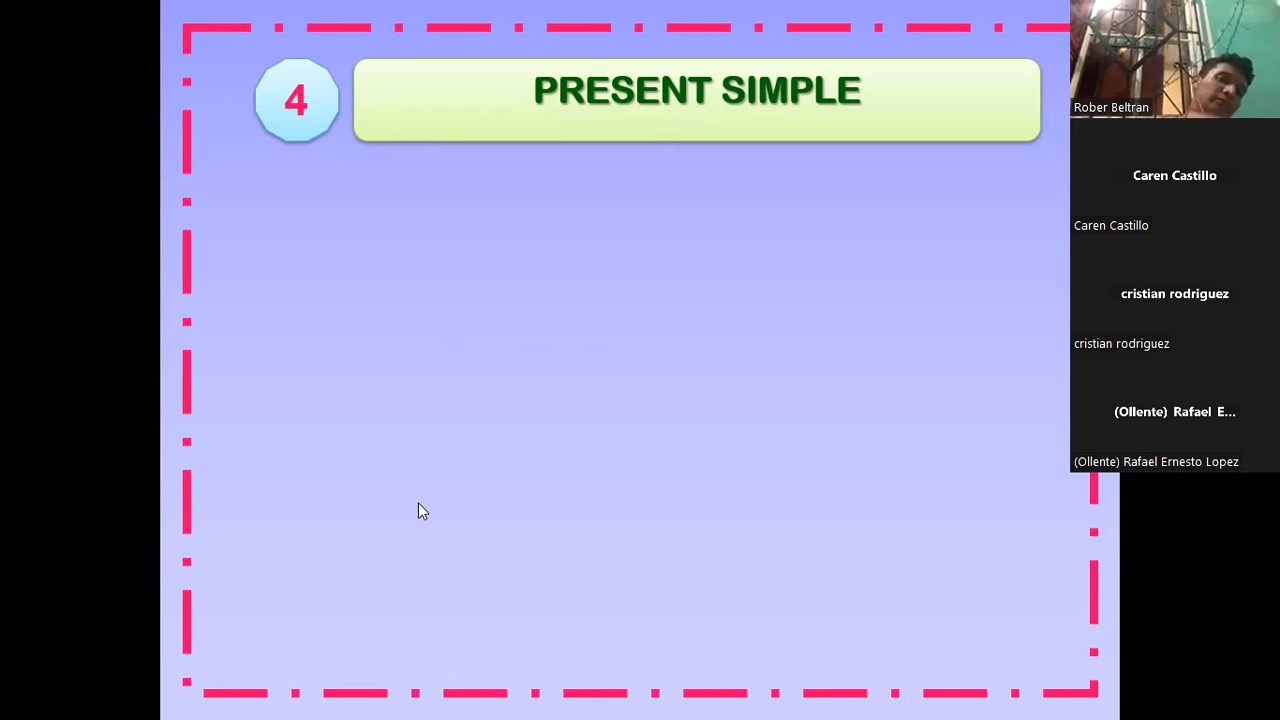 4
PRESENT SIMPLE
Rober Beltran
Caren Castillo
Caren Castillo
cristian rodriguez
cristian rodriguez
(Ollente) Rafael E...
(Ollente) Rafael Ernesto Lopez